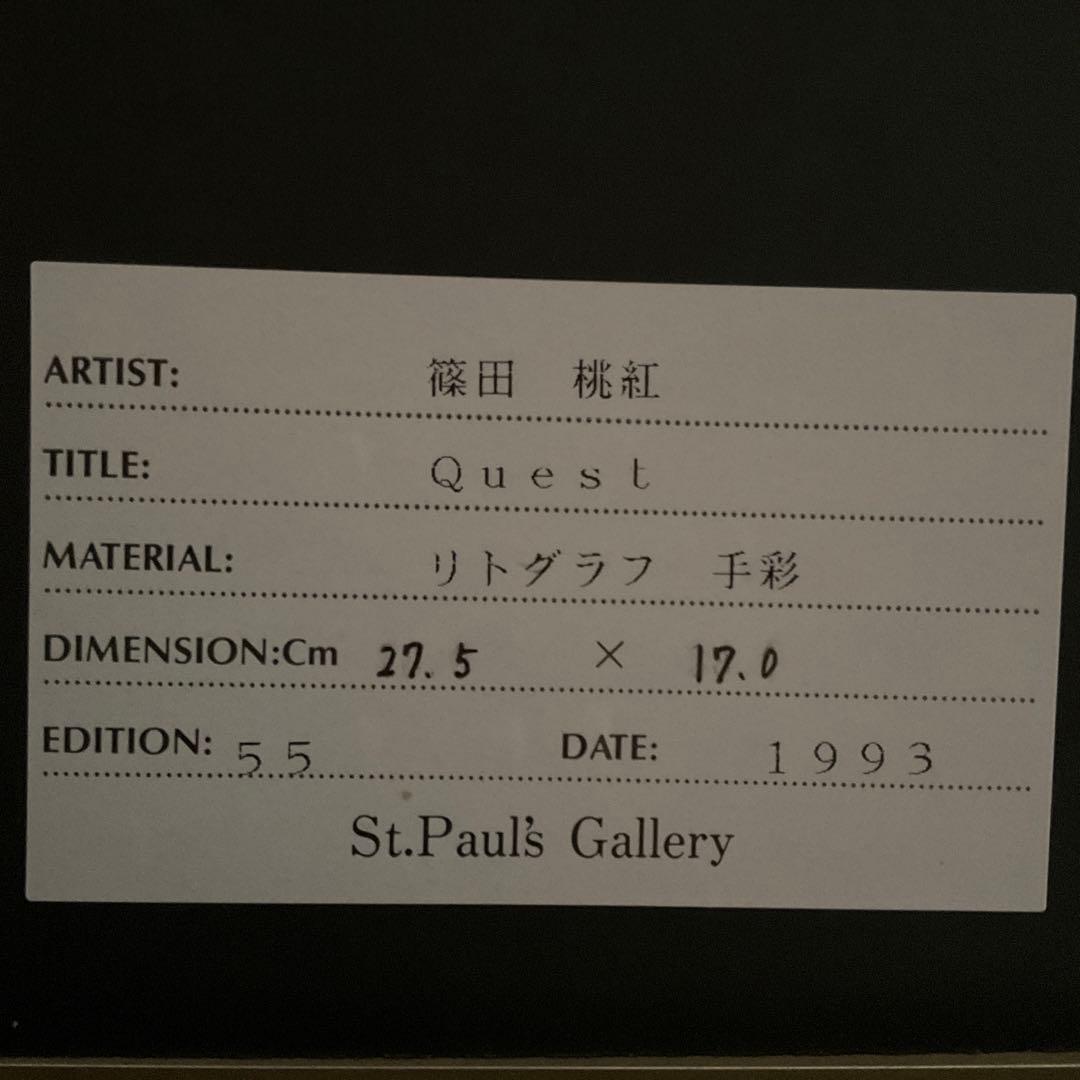 ARTIST: 篠田 桃紅
TITLE: Quest
MATERIAL: リトグラフ 手彩
DIMENSION:Cm 27.5 × 17.0
EDITION: 55 DATE: 1993
St.Paul's Gallery